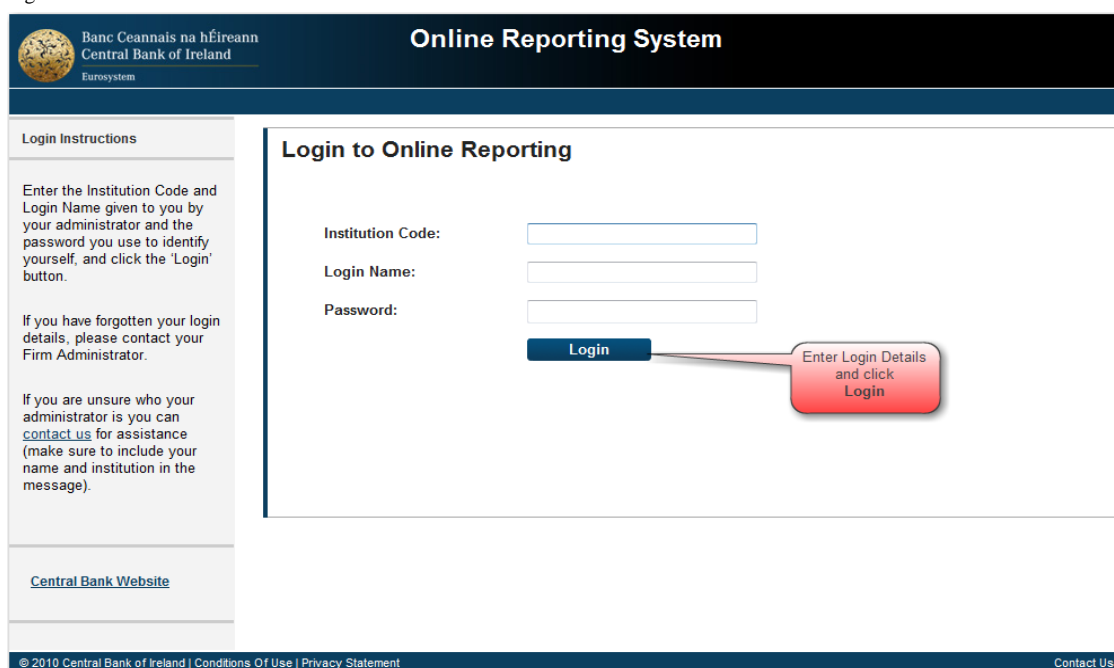 Banc Ceannais na hÉireann
Central Bank of Ireland
Eurosystem
Online Reporting System
Login Instructions
Enter the Institution Code and
Login Name given to you by
your administrator and the
password you use to identify
yourself, and click the ‘Login’
button.
If you have forgotten your login
details, please contact your
Firm Administrator.
If you are unsure who your
administrator is you can
contact us for assistance
(make sure to include your
name and institution in the
message).
Central Bank Website
Login to Online Reporting
Institution Code:
Login Name:
Password:
Login
Enter Login Details
and click
Login
© 2010 Central Bank of Ireland | Conditions Of Use | Privacy Statement
Contact Us